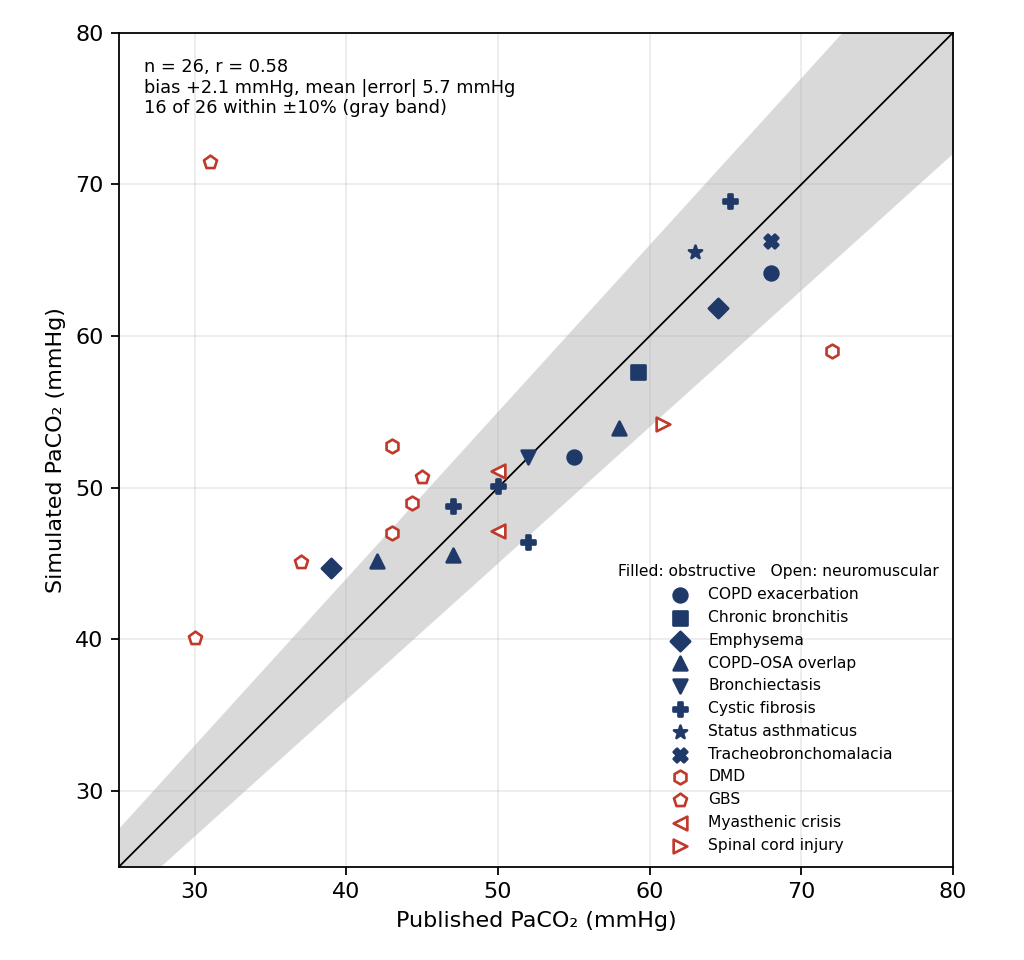 80
70
60
50
40
30
Simulated PaCO₂ (mmHg)
n = 26, r = 0.58
bias +2.1 mmHg, mean |error| 5.7 mmHg
16 of 26 within ±10% (gray band)
Filled: obstructive   Open: neuromuscular
COPD exacerbation
Chronic bronchitis
Emphysema
COPD–OSA overlap
Bronchiectasis
Cystic fibrosis
Status asthmaticus
Tracheobronchomalacia
DMD
GBS
Myasthenic crisis
Spinal cord injury
30 40 50 60 70 80
Published PaCO₂ (mmHg)